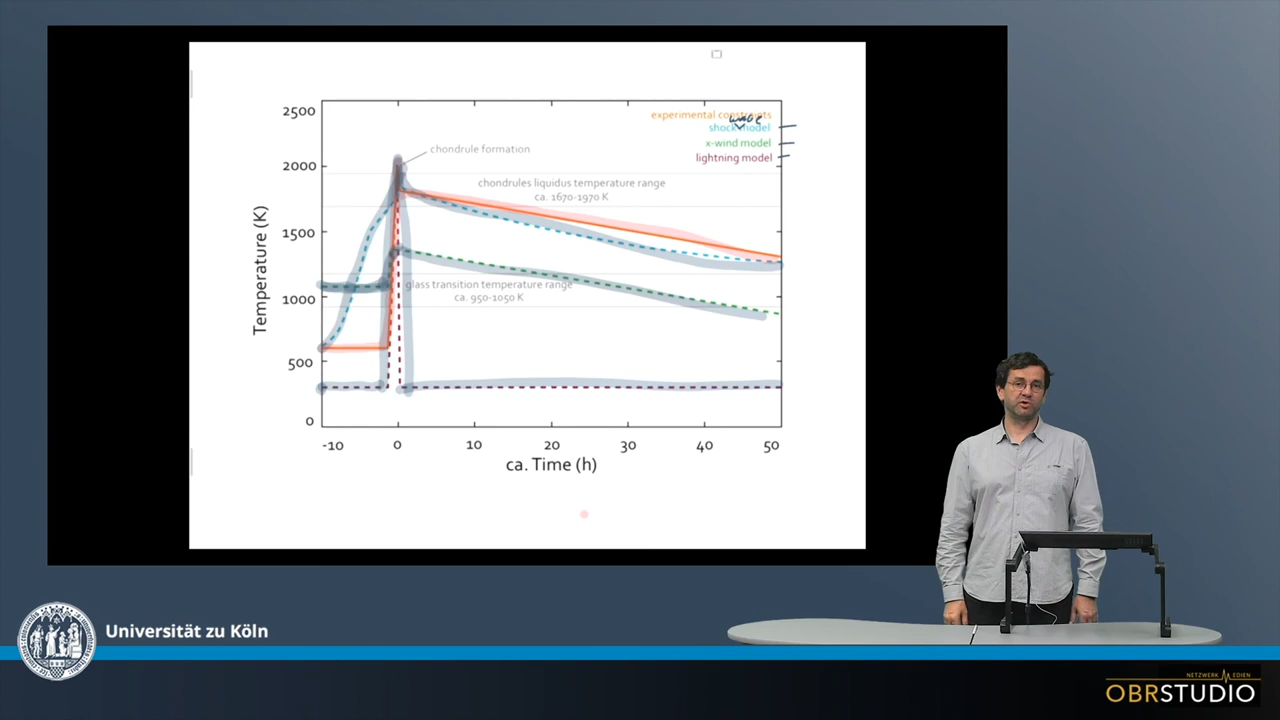 2500
2000
1500
1000
500
0
Temperature (K)
-10
0
10
20
30
40
50
ca. Time (h)
experimental constraints
wave
shock model
x-wind model
lightning model
chondrule formation
chondrules liquidus temperature range
ca. 1670-1970 K
glass transition temperature range
ca. 950-1050 K
Universität zu Köln
NETZWERK MEDIEN
OBRSTUDIO